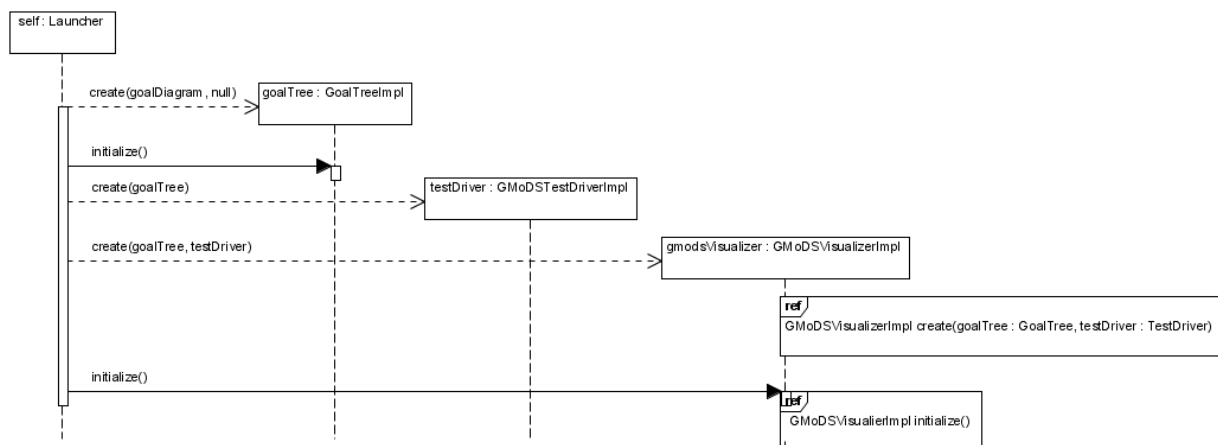 self : Launcher
create(goalDiagram , null)
goalTree : GoalTreeImpl
initialize()
create(goalTree)
testDriver : GMoDSTestDriverImpl
create(goalTree, testDriver)
gmodsVisualizer : GMoDSVisualizerImpl
ref
GMoDSVisualizerImpl create(goalTree : GoalTree, testDriver : TestDriver)
initialize()
ref
GMoDSVisualierImpl initialize()